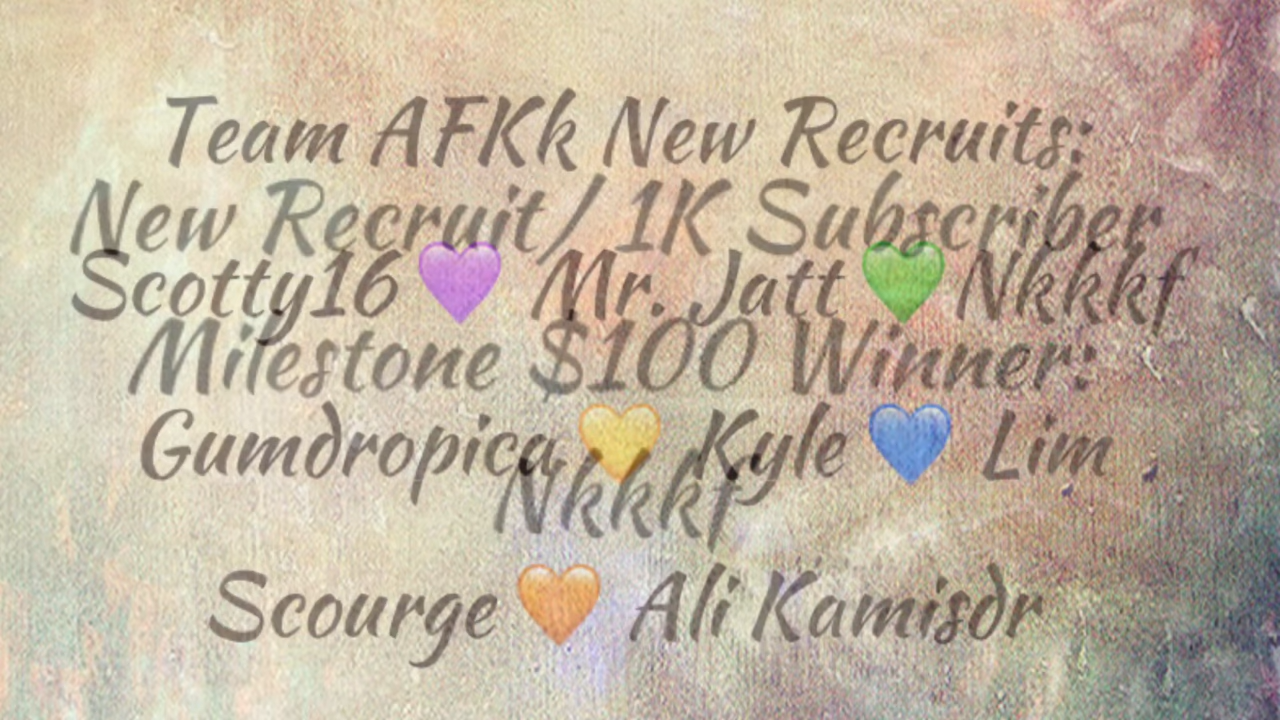 Team AFKk New Recruits:
New Recruit/ 1K Subscriber
Scotty16 💜 Mr. Jatt 💚 Nkkkf
Milestone $100 Winner:
Gumdropica 💛 Kyle 💙 Lim
Nkkkf
Scourge 🧡 Ali Kamisdr